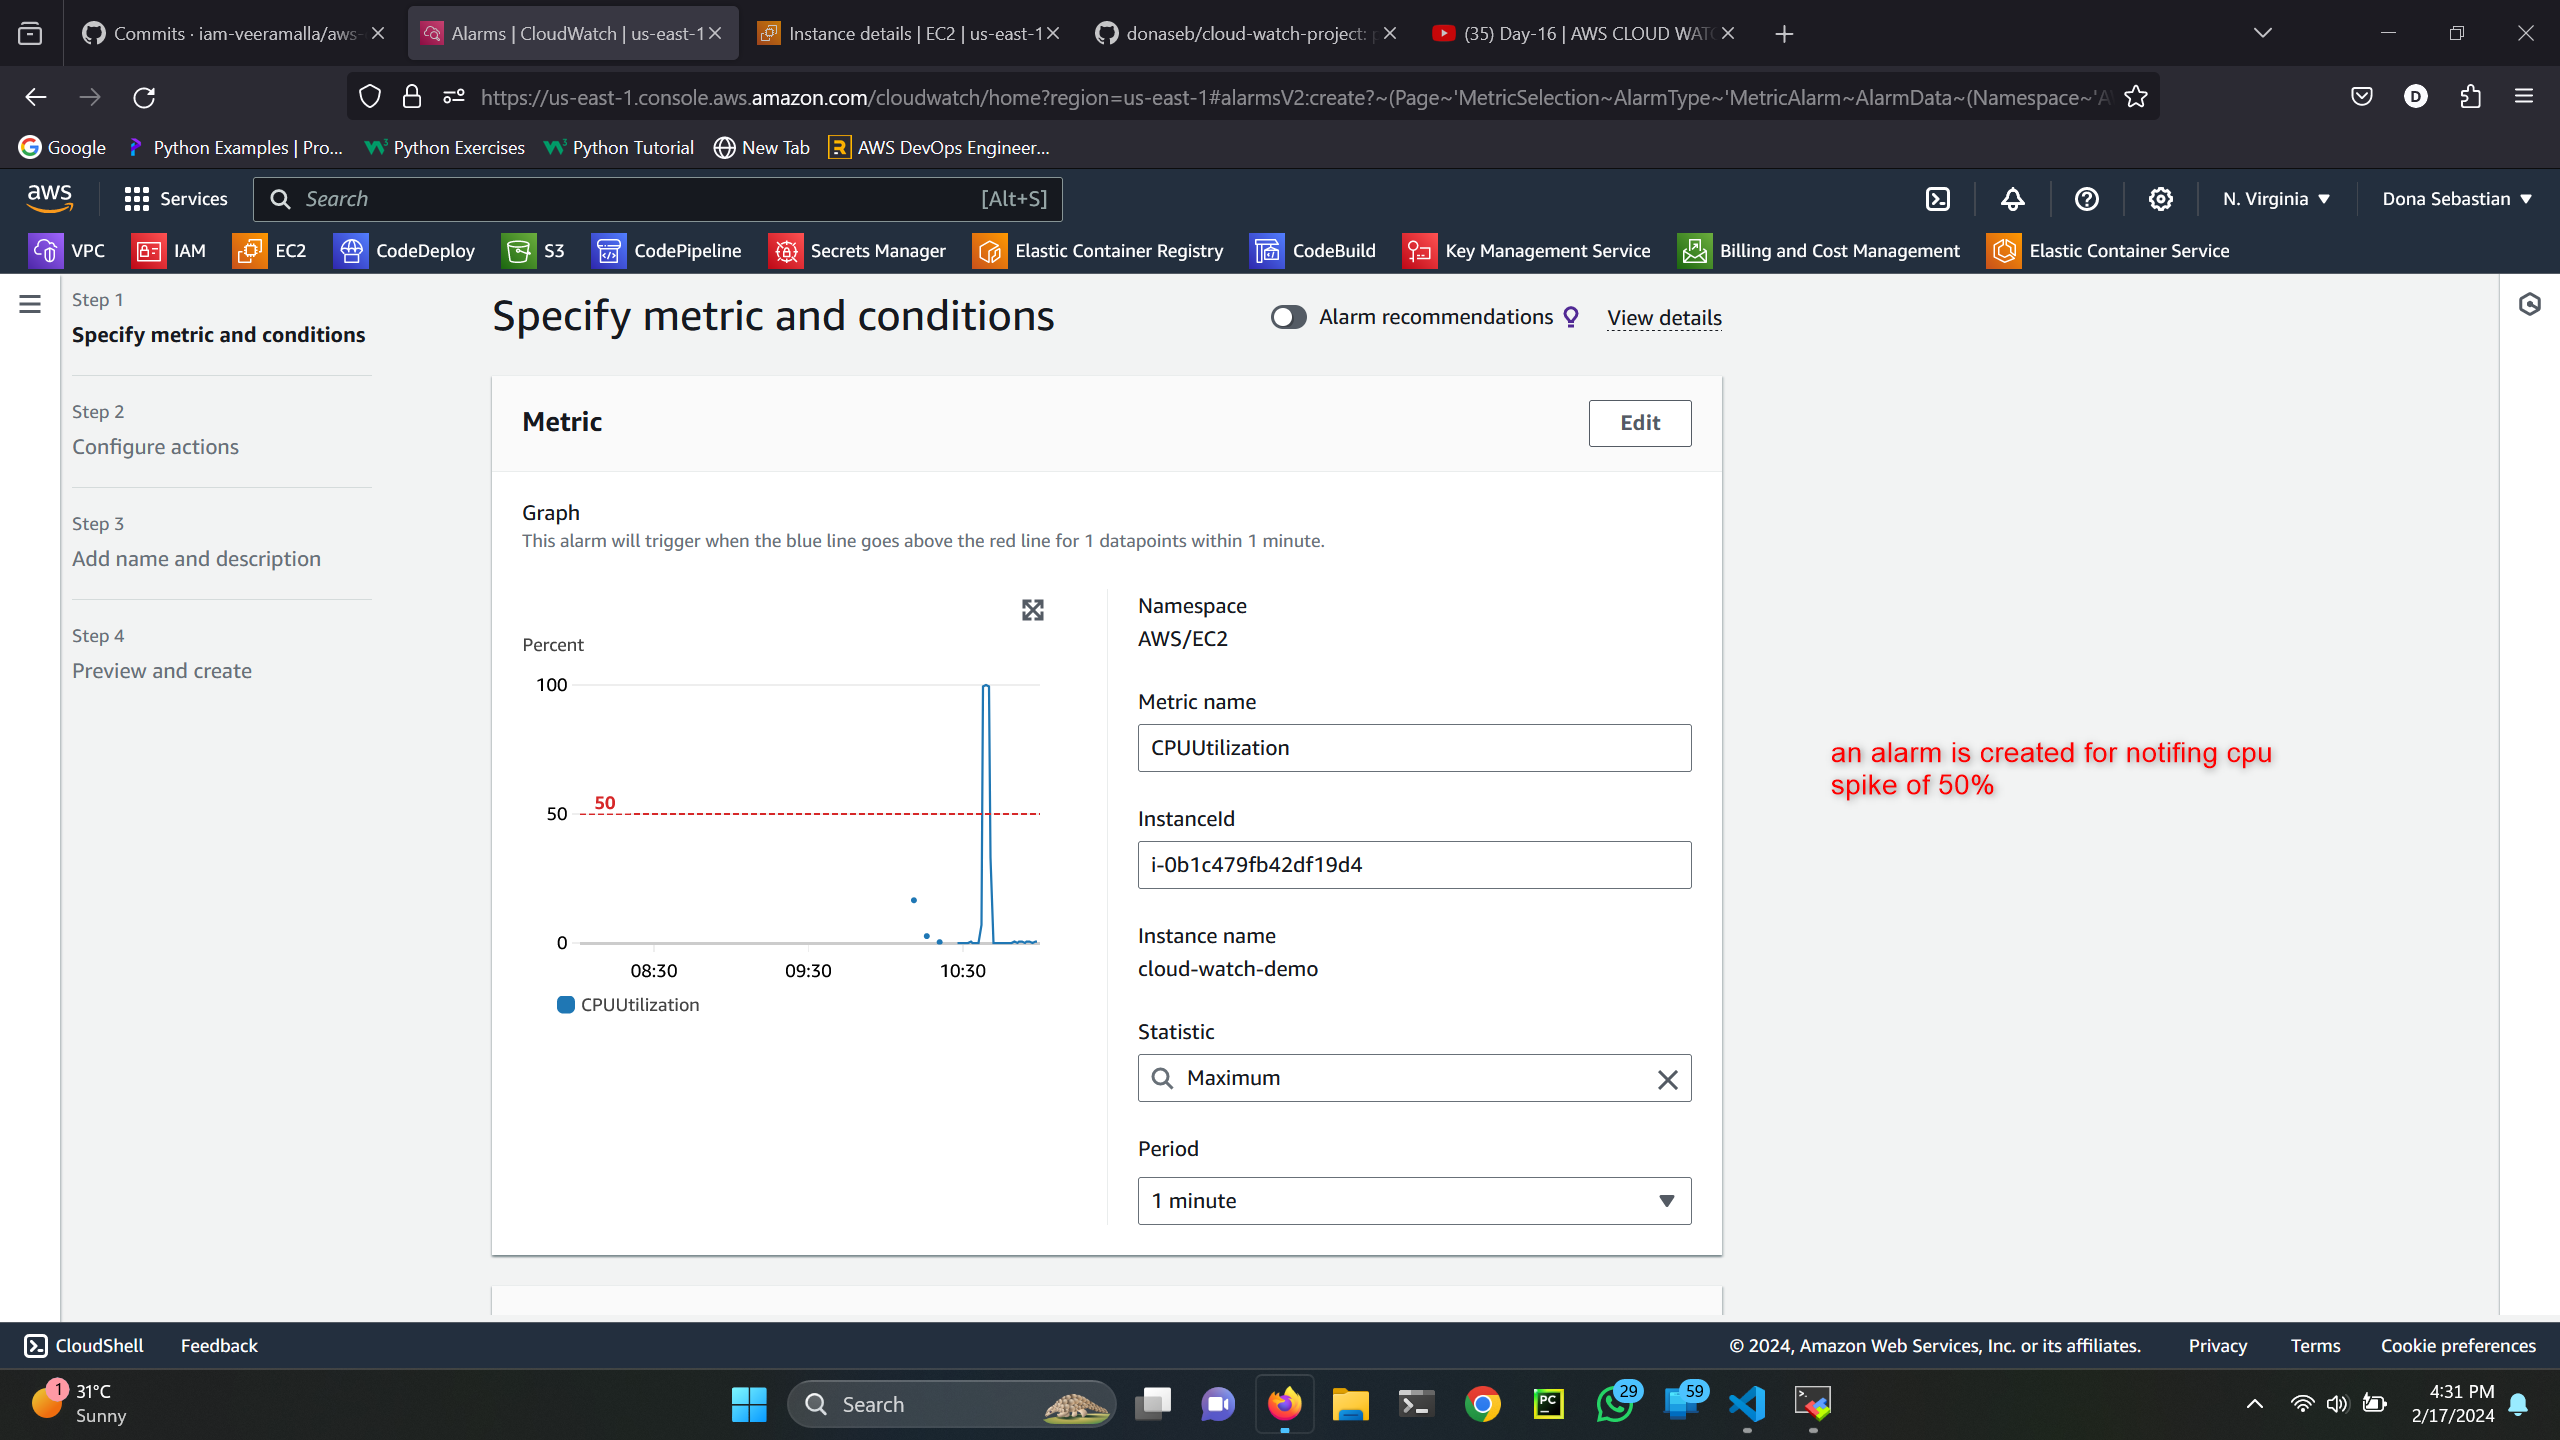 Commits · iam-veeramalla/aws-
Alarms | CloudWatch | us-east-1
Instance details | EC2 | us-east-1
donaseb/cloud-watch-project:
(35) Day-16 | AWS CLOUD WATC
https://us-east-1.console.aws.amazon.com/cloudwatch/home?region=us-east-1#alarmsV2:create?~(Page~'MetricSelection~AlarmType~'MetricAlarm~AlarmData~(Namespace~'A
D
Google
Python Examples | Pro...
Python Exercises
Python Tutorial
New Tab
AWS DevOps Engineer...
aws
Services
Search
[Alt+S]
N. Virginia
Dona Sebastian
VPC
IAM
EC2
CodeDeploy
S3
CodePipeline
Secrets Manager
Elastic Container Registry
CodeBuild
Key Management Service
Billing and Cost Management
Elastic Container Service
Step 1
Specify metric and conditions
Step 2
Configure actions
Step 3
Add name and description
Step 4
Preview and create
Specify metric and conditions
Alarm recommendations
View details
Metric
Edit
Graph
This alarm will trigger when the blue line goes above the red line for 1 datapoints within 1 minute.
Percent
100
50
50
0
08:30
09:30
10:30
CPUUtilization
Namespace
AWS/EC2
Metric name
CPUUtilization
InstanceId
i-0b1c479fb42df19d4
Instance name
cloud-watch-demo
Statistic
Maximum
Period
1 minute
an alarm is created for notifing cpu
spike of 50%
CloudShell
Feedback
© 2024, Amazon Web Services, Inc. or its affiliates.
Privacy
Terms
Cookie preferences
1
31°C
Sunny
Search
PC
29
59
4:31 PM
2/17/2024